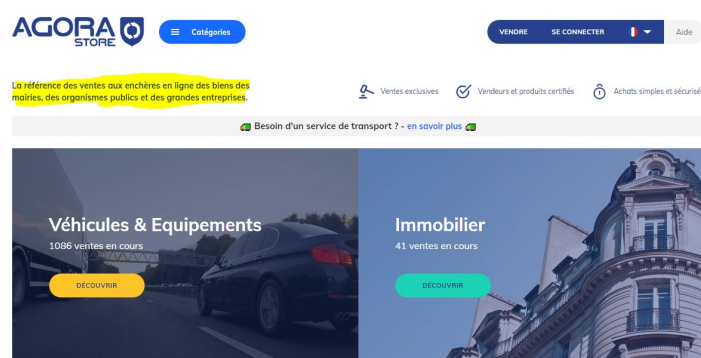 AGORA
STORE
Catégories
VENDRE SE CONNECTER Aide
La référence des ventes aux enchères en ligne des biens des
mairies, des organismes publics et des grandes entreprises.
Ventes exclusives Vendeurs et produits certifiés Achats simples et sécurisé
Besoin d'un service de transport ? - en savoir plus
Véhicules & Equipements
1086 ventes en cours
DÉCOUVRIR
Immobilier
41 ventes en cours
DÉCOUVRIR